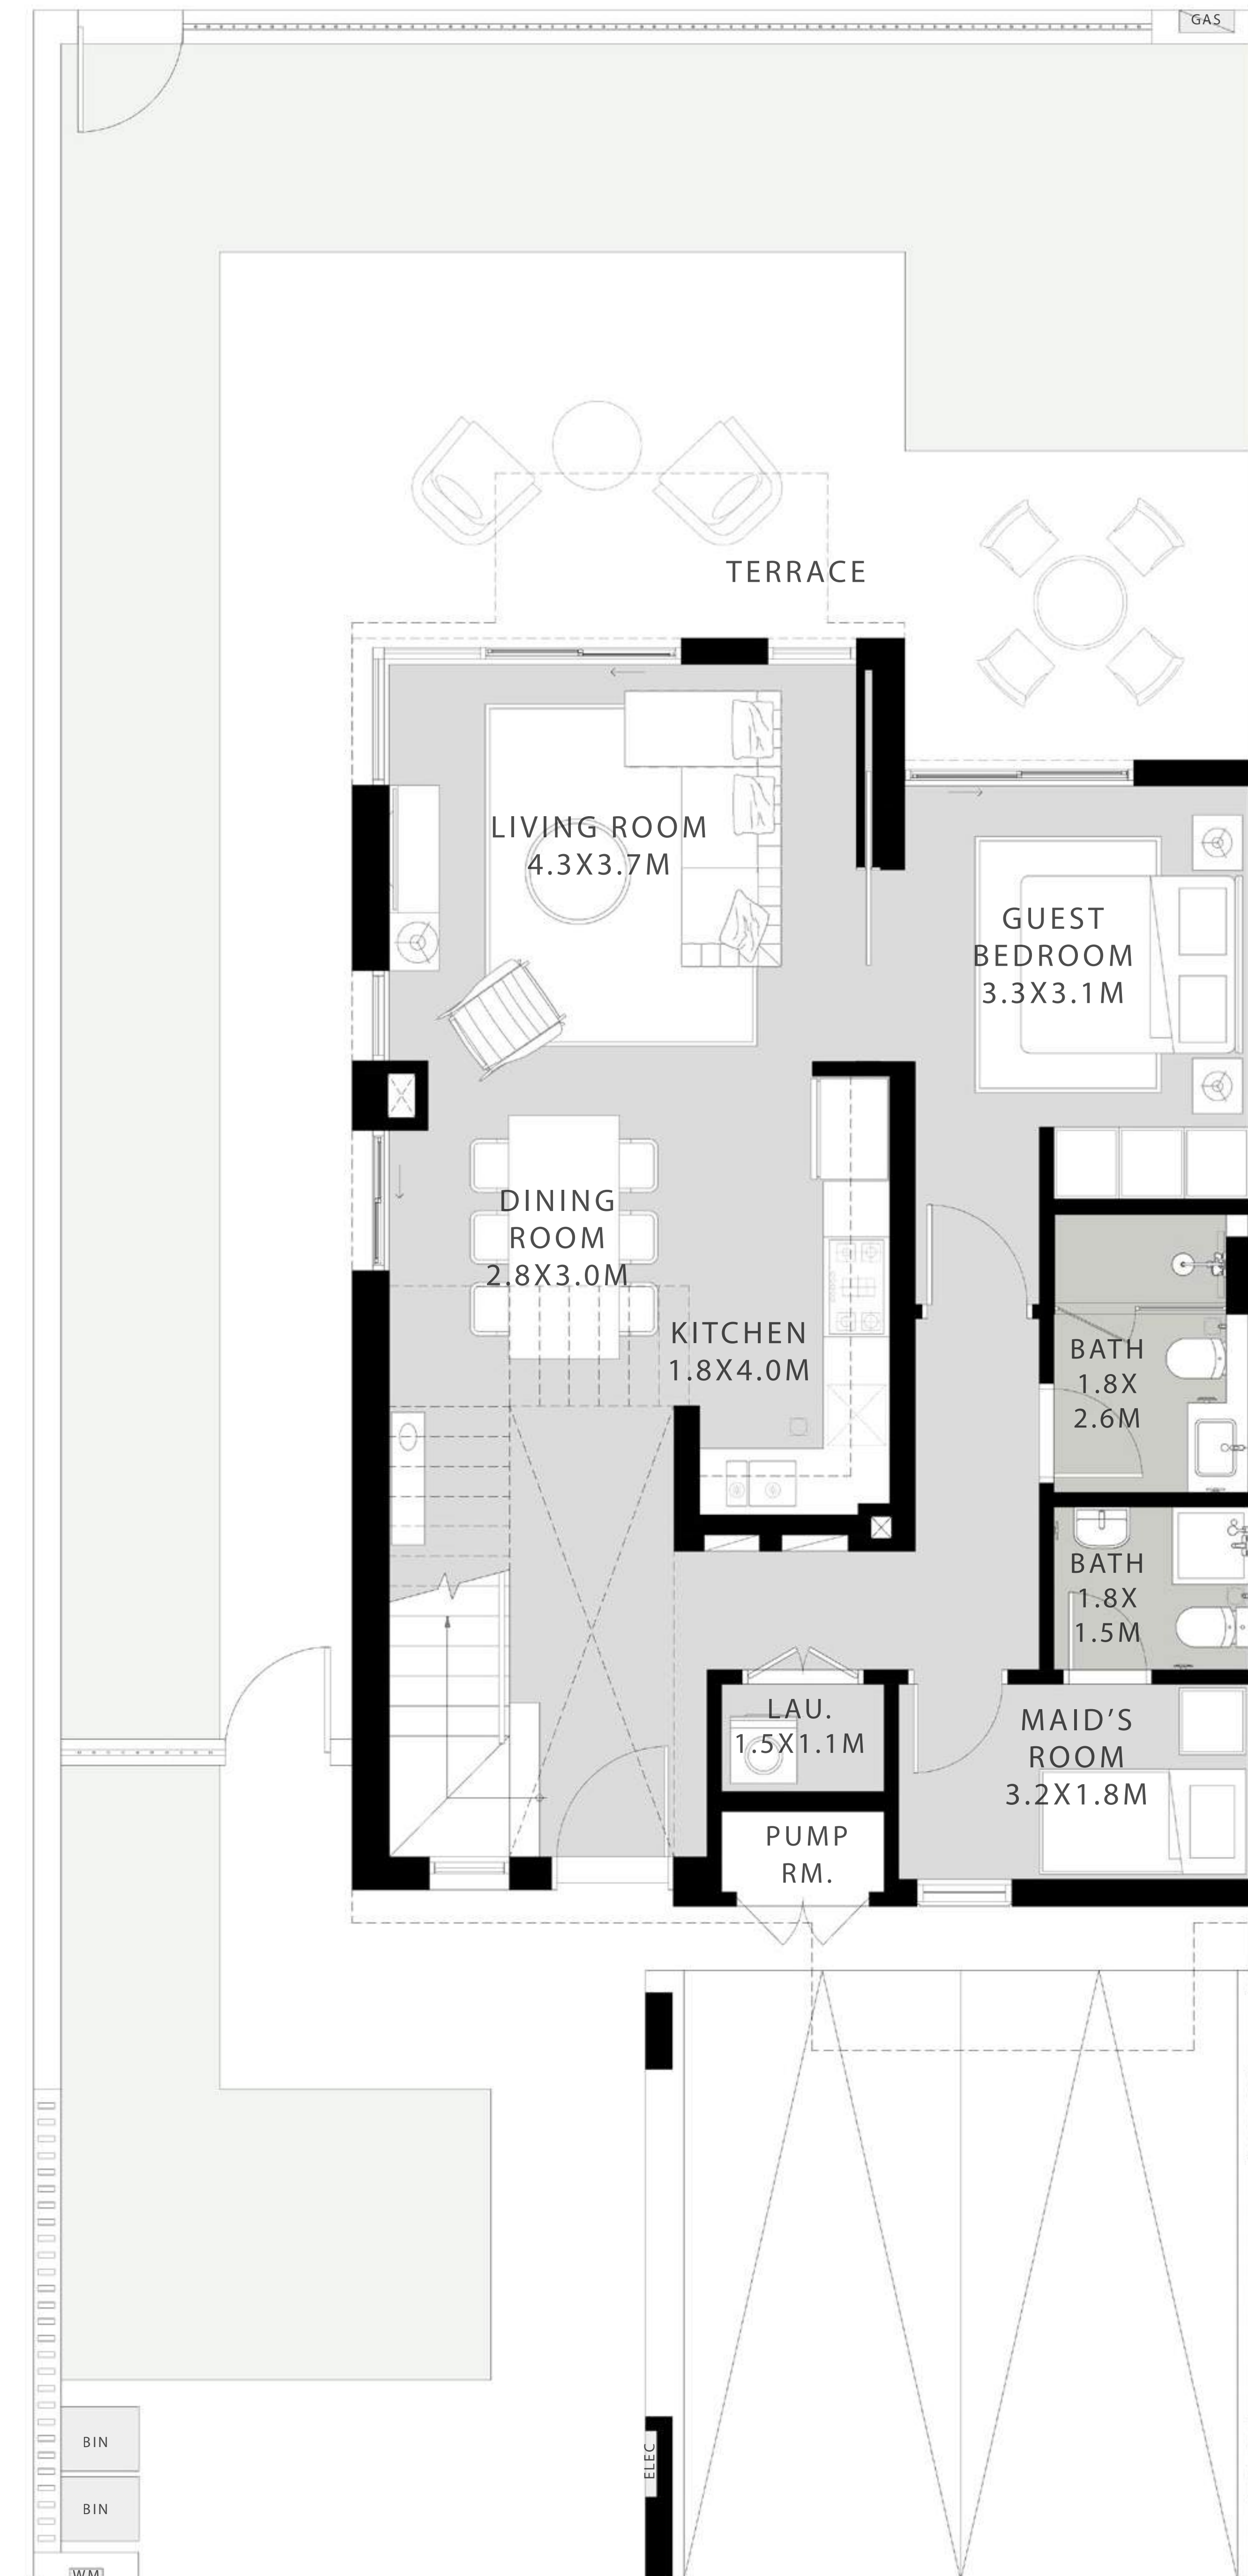 GAS
TERRACE
LIVING ROOM
4.3X3.7M
GUEST
BEDROOM
3.3X3.1M
DINING
ROOM
2.8X3.0M
KITCHEN
1.8X4.0M
BATH
1.8X
2.6M
BATH
1.8X
1.5M
LAU.
1.5X1.1M
MAID’S
ROOM
3.2X1.8M
PUMP
RM.
BIN
ELEC
BIN
WM